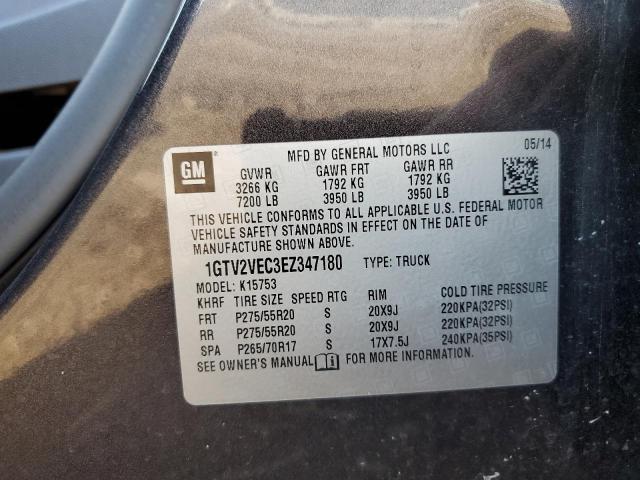 GM
MFD BY GENERAL MOTORS LLC
05/14
GVWR GAWR FRT GAWR RR
3266 KG 1792 KG 1792 KG
7200 LB 3950 LB 3950 LB
THIS VEHICLE CONFORMS TO ALL APPLICABLE U.S. FEDERAL MOTOR
VEHICLE SAFETY STANDARDS IN EFFECT ON THE DATE OF
MANUFACTURE SHOWN ABOVE.
1GTV2VEC3EZ347180 TYPE: TRUCK
MODEL: K15753
KHRF TIRE SIZE SPEED RTG RIM COLD TIRE PRESSURE
FRT P275/55R20 S 20X9J 220KPA(32PSI)
RR P275/55R20 S 20X9J 220KPA(32PSI)
SPA P265/70R17 S 17X7.5J 240KPA(35PSI)
SEE OWNER'S MANUAL FOR MORE INFORMATION.